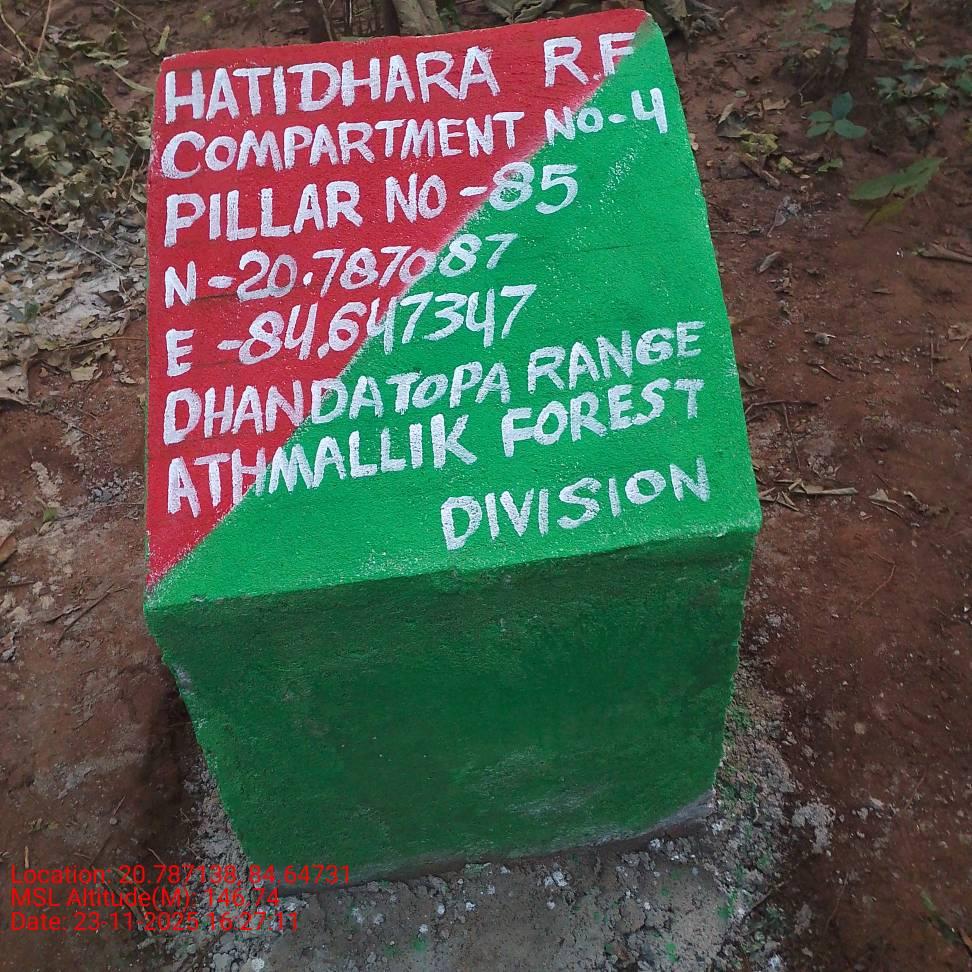 HATIDHARA R.F
COMPARTMENT No-4
PILLAR NO-85
N-20.787087
E-84.647347
DHANDATOPA RANGE
ATHMALLIK FOREST
DIVISION
Location: 20.787138, 84.64731
MSL Altitude(M): 146.74
Date: 23-11-2025 16:27:11